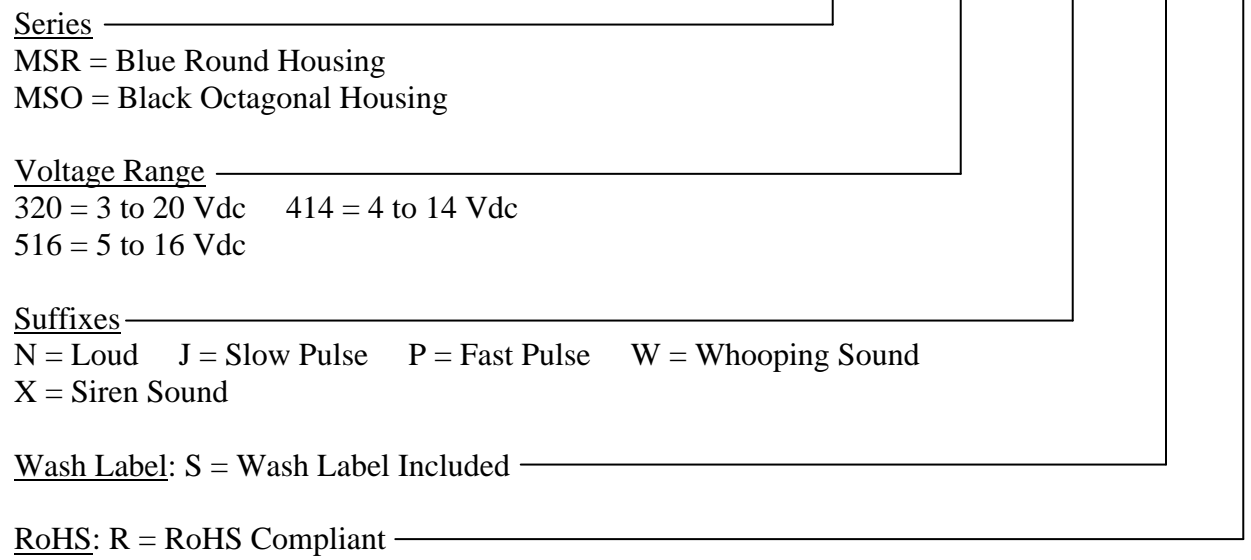 Series
MSR = Blue Round Housing
MSO = Black Octagonal Housing
Voltage Range
320 = 3 to 20 Vdc 414 = 4 to 14 Vdc
516 = 5 to 16 Vdc
Suffixes
N = Loud J = Slow Pulse P = Fast Pulse W = Whooping Sound
X = Siren Sound
Wash Label: S = Wash Label Included
RoHS: R = RoHS Compliant